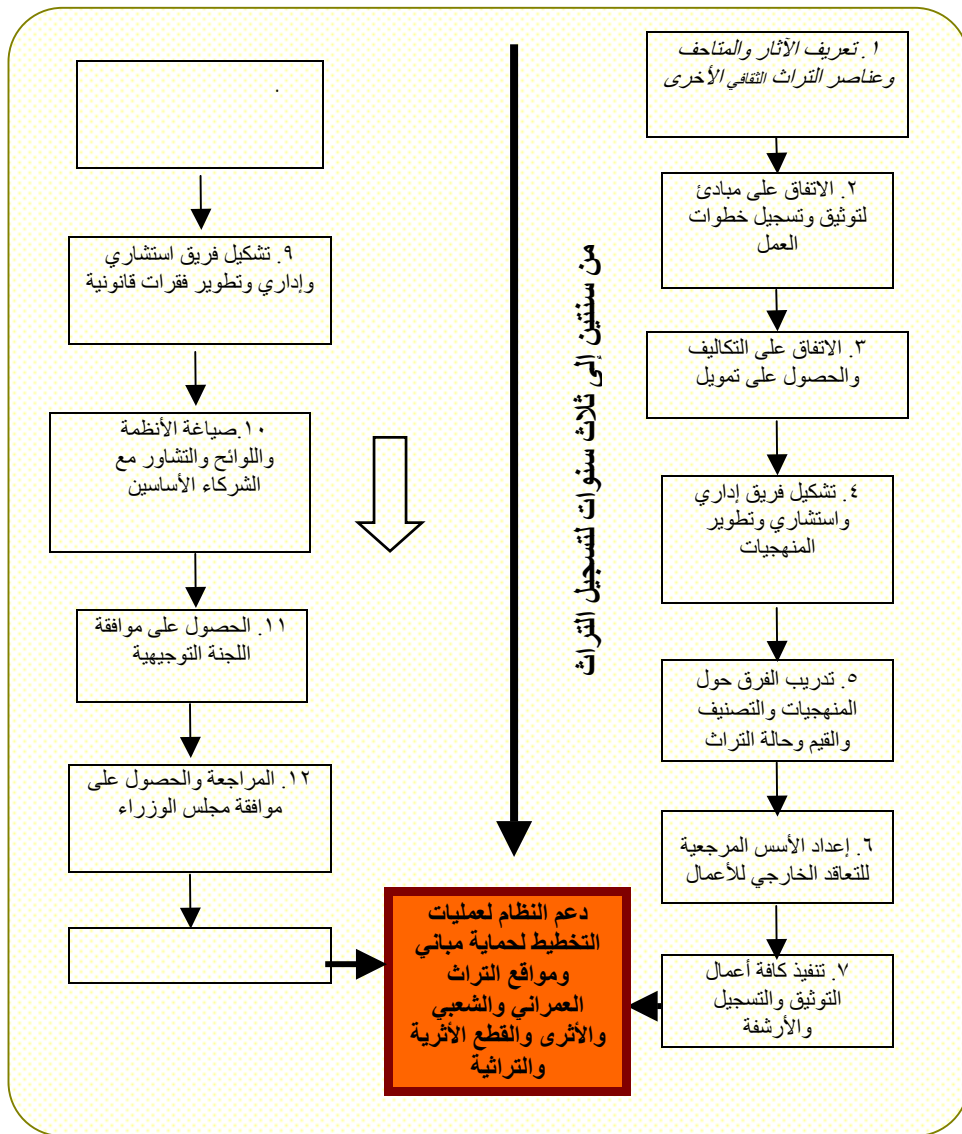 ١. تعريف الآثار والمتاحف
وعناصر التراث الثقافي الأخرى
٢. الاتفاق على مبادئ
لتوثيق وتسجيل خطوات
العمل
٣. الاتفاق على التكاليف
والحصول على تمويل
٤. تشكيل فريق إداري
واستشاري وتطوير
المنهجيات
٥. تدريب الفرق حول
المنهجيات والتصنيف
والقيم وحالة التراث
٦. إعداد الأسس المرجعية
للتعاقد الخارجي للأعمال
٧. تنفيذ كافة أعمال
التوثيق والتسجيل
والأرشفة
من سنتين إلى ثلاث سنوات لتسجيل التراث
.
٩. تشكيل فريق استشاري
وإداري وتطوير فقرات قانونية
١٠.صياغة الأنظمة
واللوائح والتشاور مع
الشركاء الأساسين
١١. الحصول على موافقة
اللجنة التوجيهية
١٢. المراجعة والحصول على
موافقة مجلس الوزراء
دعم النظام لعمليات
التخطيط لحماية مباني
ومواقع التراث
العمراني والشعبي
والأثرى والقطع الأثرية
والتراثية